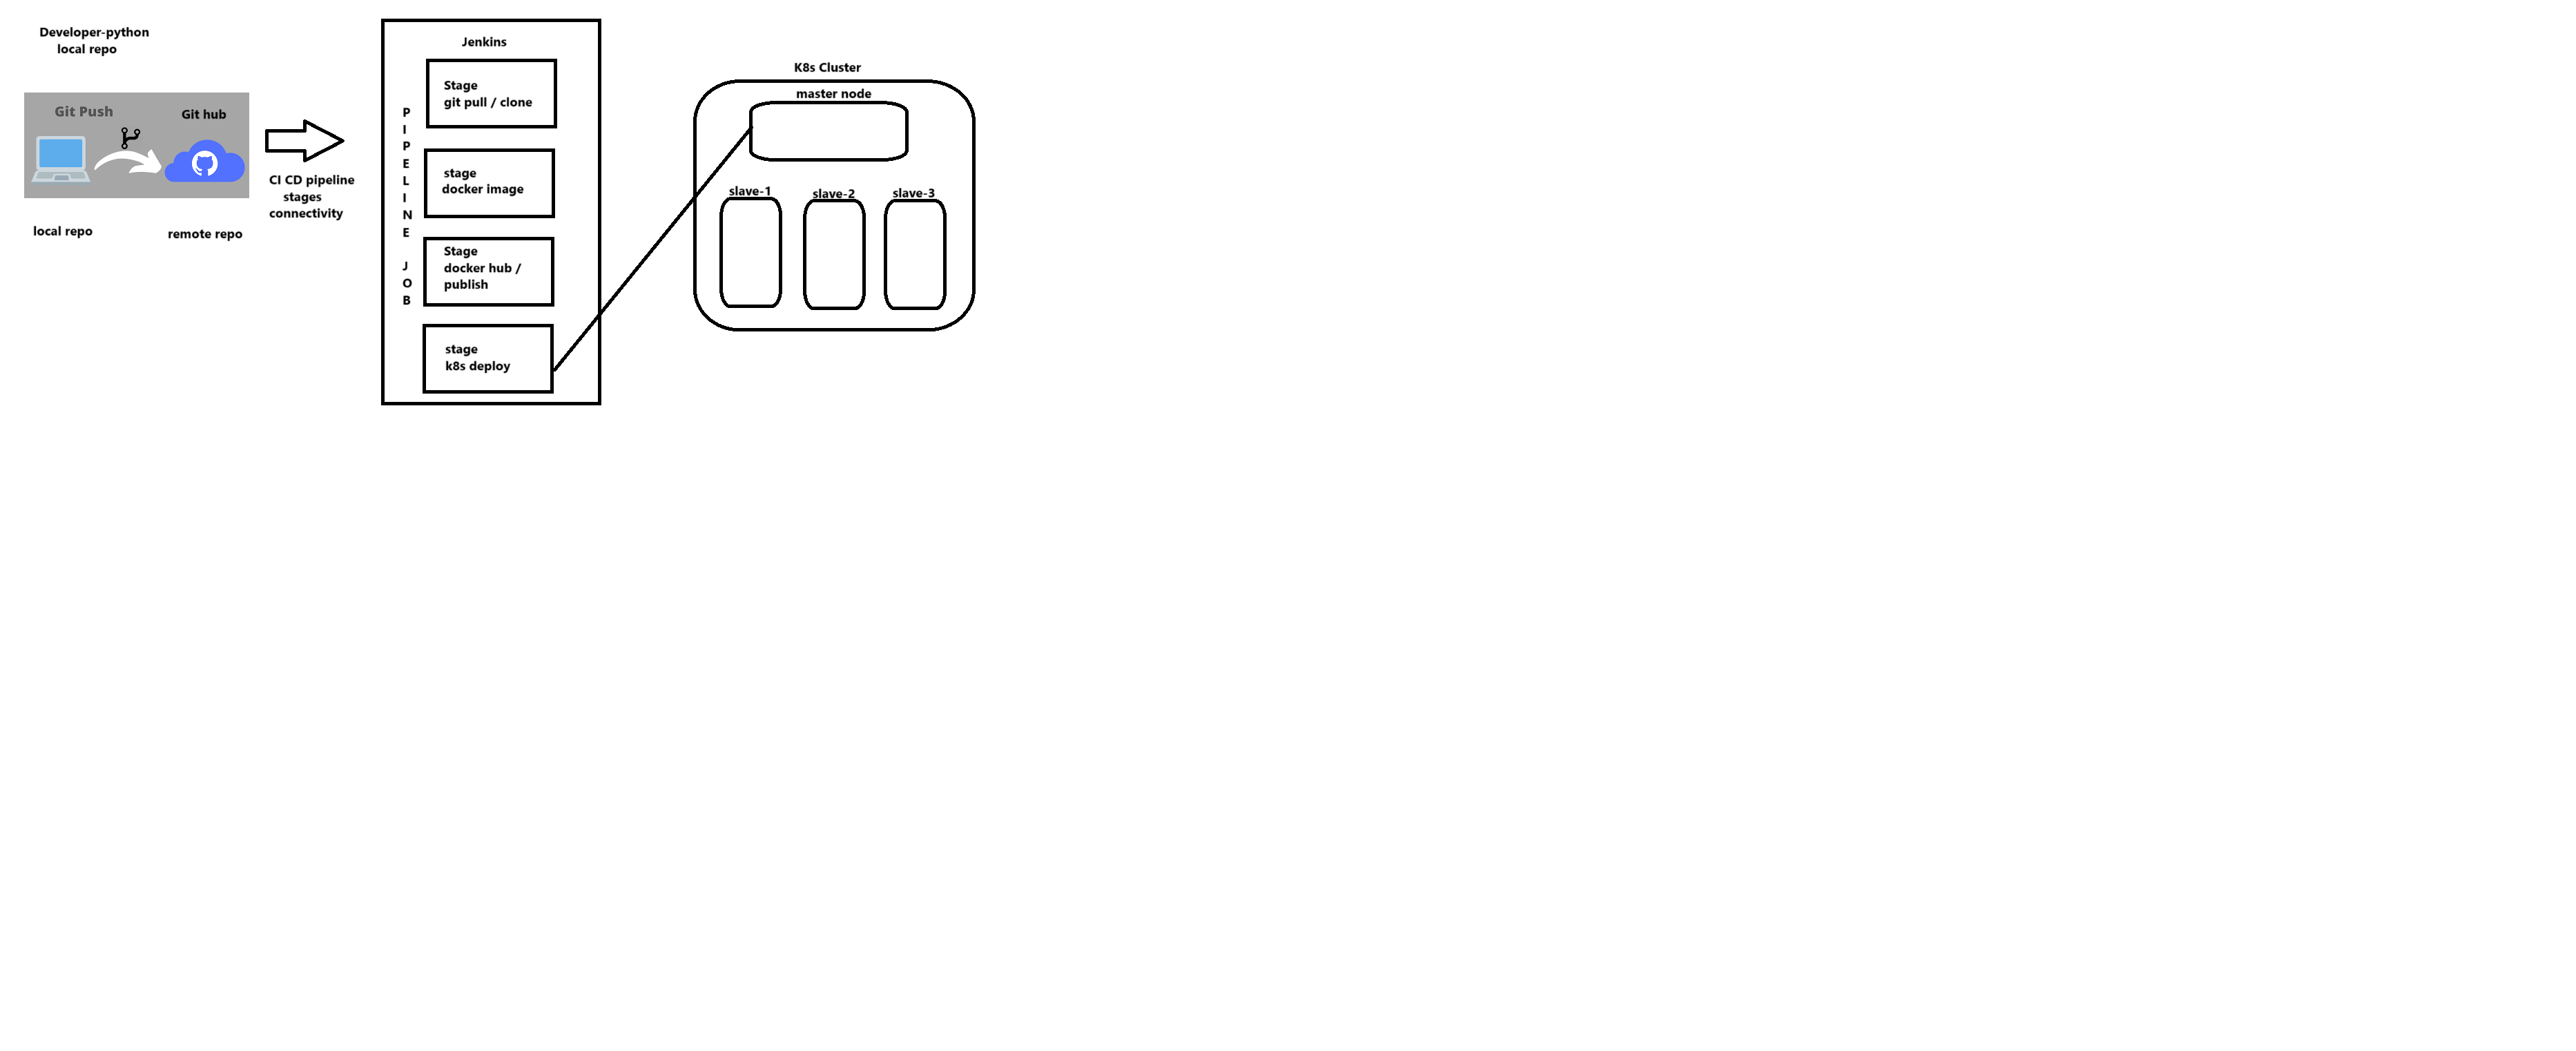 Developer-python
local repo
Git Push
Git hub
local repo
remote repo
CI CD pipeline
stages
connectivity
Jenkins
PIPELINE JOB
Stage
git pull / clone
stage
docker image
Stage
docker hub /
publish
stage
k8s deploy
K8s Cluster
master node
slave-1
slave-2
slave-3